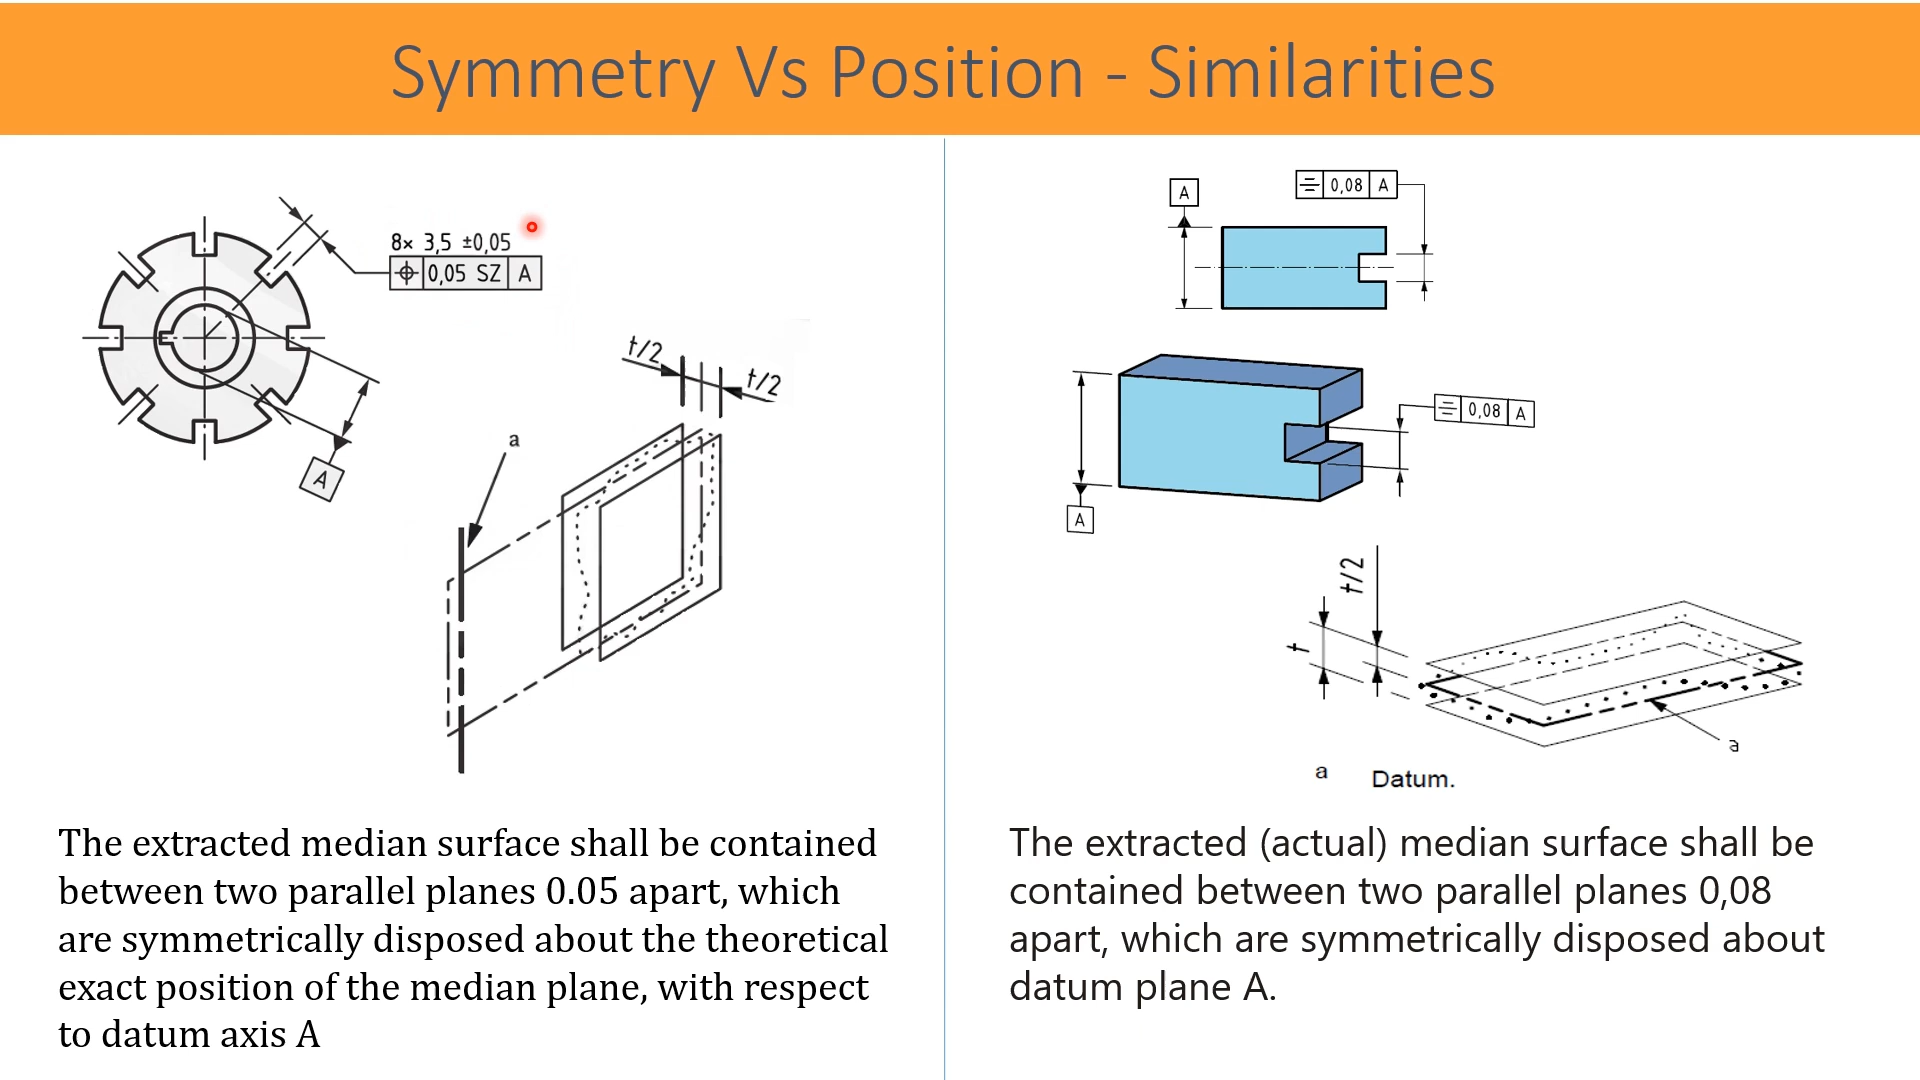 Symmetry Vs Position - Similarities
8× 3,5 ±0,05
⌖ 0,05 SZ A
A
t/2
t/2
a
The extracted median surface shall be contained
between two parallel planes 0.05 apart, which
are symmetrically disposed about the theoretical
exact position of the median plane, with respect
to datum axis A
A
⌯ 0,08 A
⌯ 0,08 A
A
t/2
t
a
a Datum.
The extracted (actual) median surface shall be
contained between two parallel planes 0,08
apart, which are symmetrically disposed about
datum plane A.